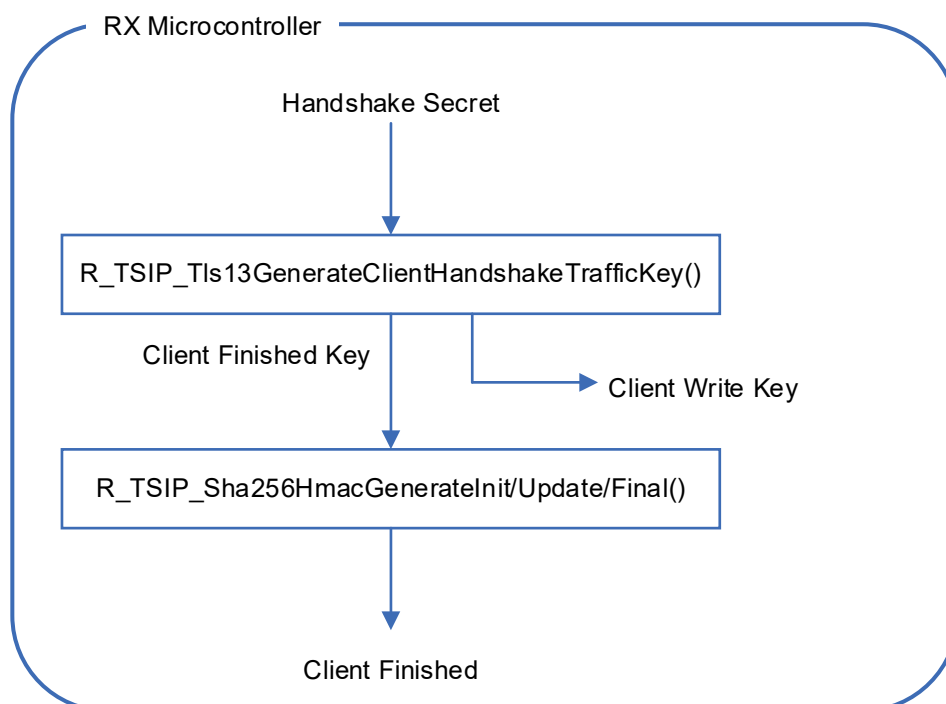 RX Microcontroller
Handshake Secret
R_TSIP_Tls13GenerateClientHandshakeTrafficKey()
Client Finished Key
Client Write Key
R_TSIP_Sha256HmacGenerateInit/Update/Final()
Client Finished